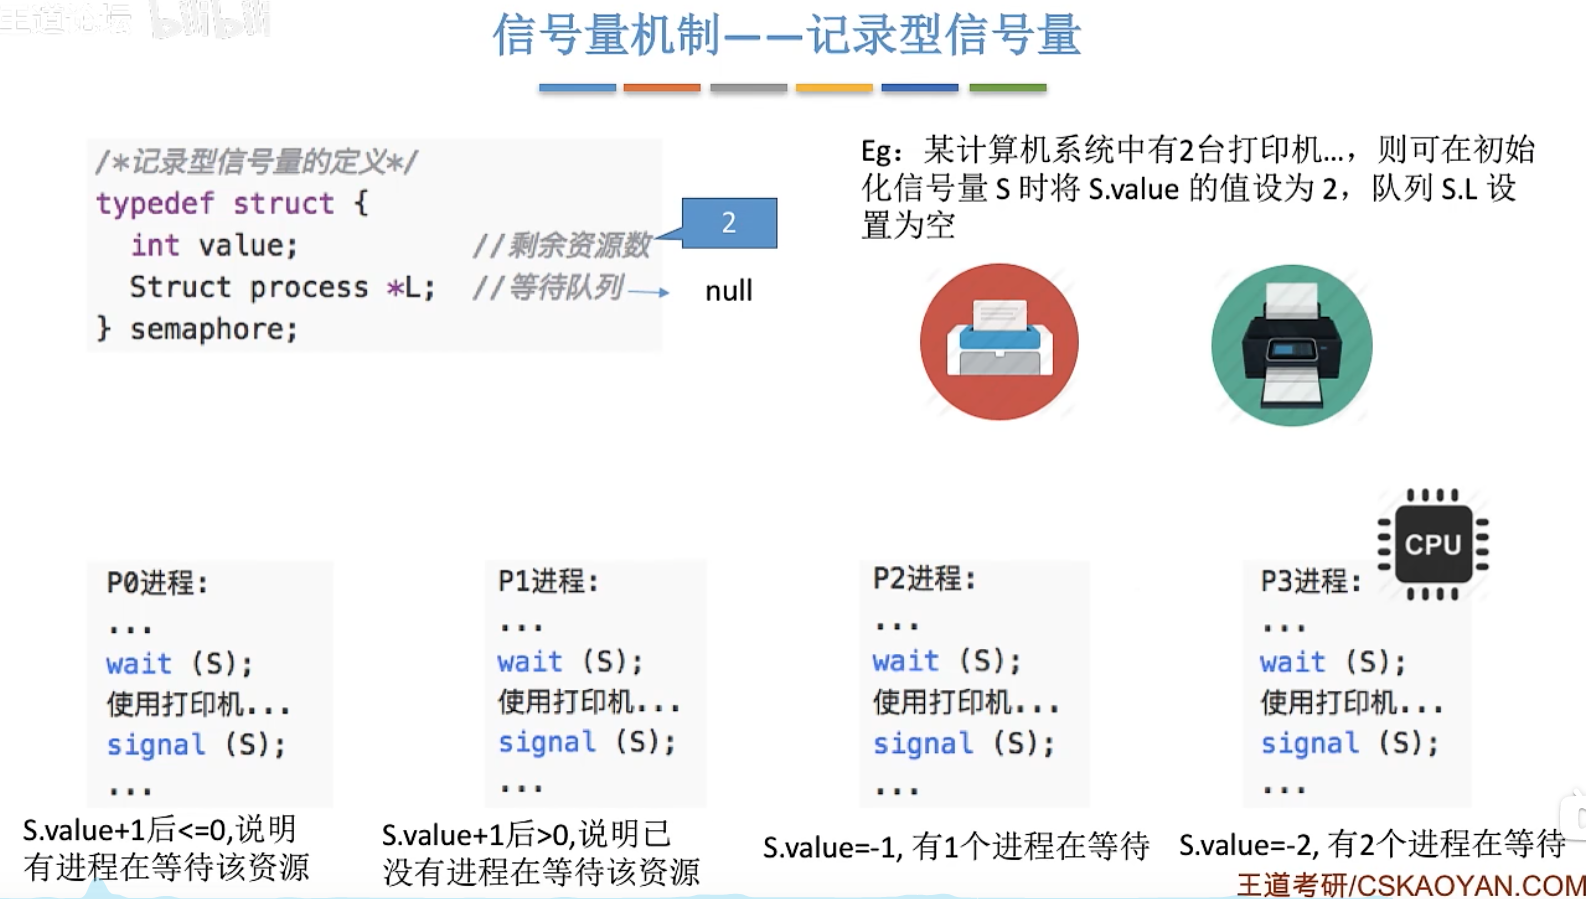 王道论坛 bilibili
信号量机制——记录型信号量
/*记录型信号量的定义*/
typedef struct {
int value; //剩余资源数
Struct process *L; //等待队列
} semaphore;
2
null
Eg：某计算机系统中有2台打印机...，则可在初始
化信号量 S 时将 S.value 的值设为 2，队列 S.L 设
置为空
CPU
P0进程:
...
wait (S);
使用打印机...
signal (S);
...
S.value+1后<=0,说明
有进程在等待该资源
P1进程:
...
wait (S);
使用打印机...
signal (S);
...
S.value+1后>0,说明已
没有进程在等待该资源
P2进程:
...
wait (S);
使用打印机...
signal (S);
...
S.value=-1, 有1个进程在等待
P3进程:
...
wait (S);
使用打印机...
signal (S);
...
S.value=-2, 有2个进程在等待
王道考研/CSKAOYAN.COM